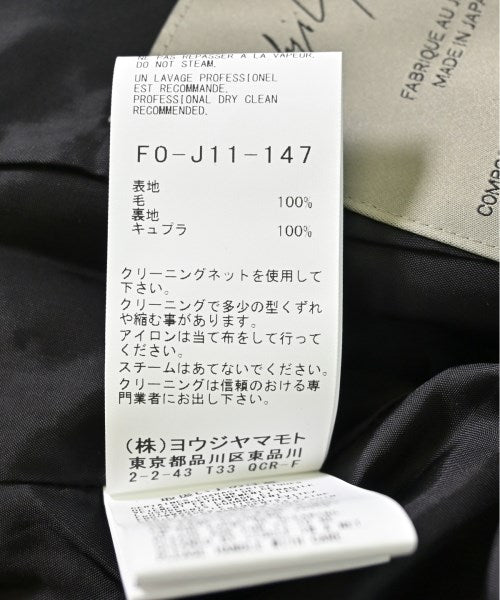 NE PAS REPASSER A LA VAPEUR.
DO NOT STEAM.
UN LAVAGE PROFESSIONEL
EST RECOMMANDE.
PROFESSIONAL DRY CLEAN
RECOMMENDED.
FO-J11-147
表地
毛 100%
裏地
キュプラ 100%
クリーニングネットを使用して
下さい。
クリーニングで多少の型くずれ
や縮む事があります。
アイロンは当て布をして行って
ください。
スチームはあてないでください。
クリーニングは信頼のおける専
門業者にお出し下さい。
(株)ヨウジヤマモト
東京都品川区東品川
2-2-43 T33 QCR-F
FABRIQUE AU J
MADE IN JAPA
COMPO